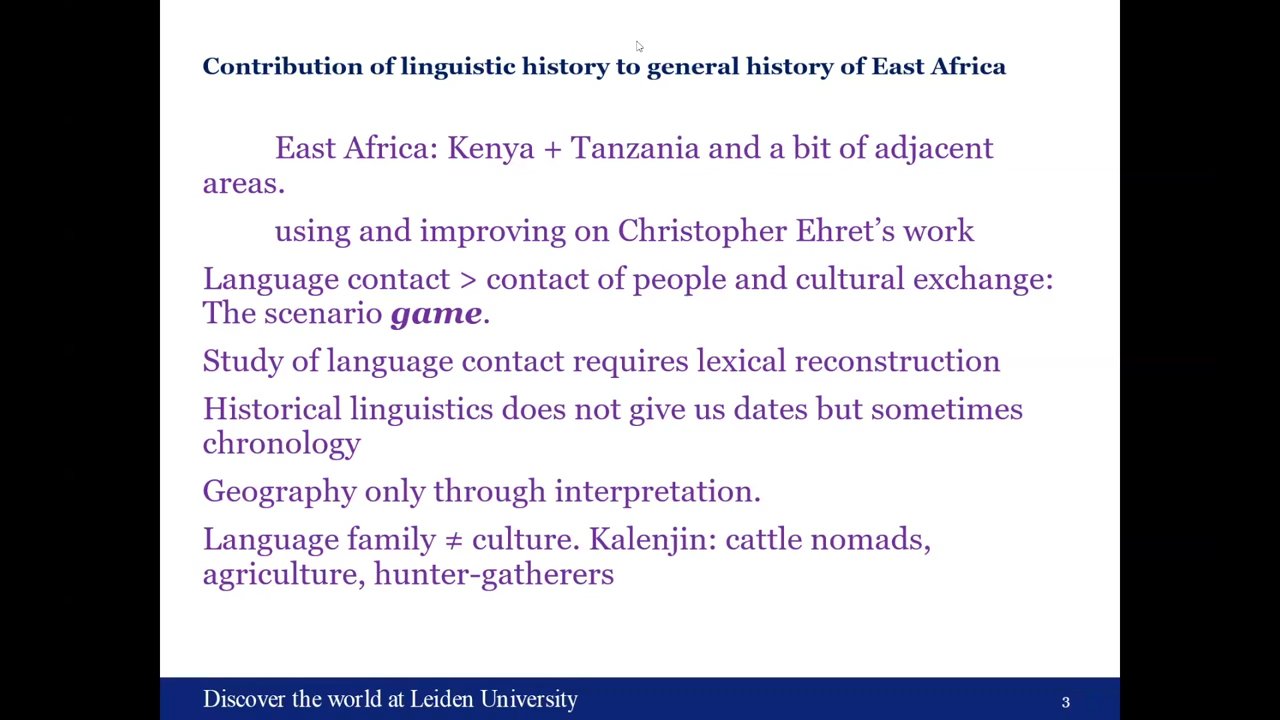 Contribution of linguistic history to general history of East Africa
East Africa: Kenya + Tanzania and a bit of adjacent
areas.
using and improving on Christopher Ehret’s work
Language contact > contact of people and cultural exchange:
The scenario game.
Study of language contact requires lexical reconstruction
Historical linguistics does not give us dates but sometimes
chronology
Geography only through interpretation.
Language family ≠ culture. Kalenjin: cattle nomads,
agriculture, hunter-gatherers
Discover the world at Leiden University
3